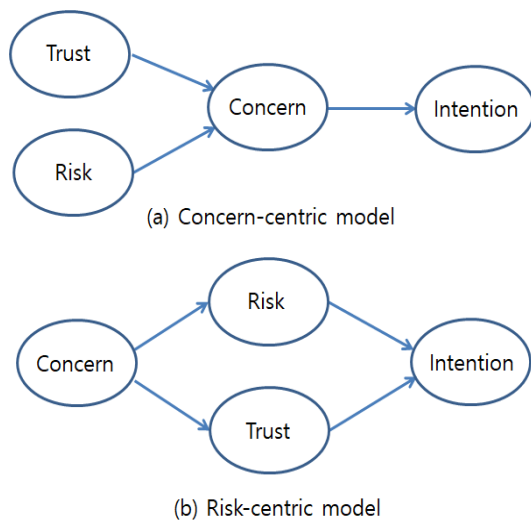 Trust
Concern
Intention
Risk
(a) Concern-centric model
Risk
Concern
Intention
Trust
(b) Risk-centric model